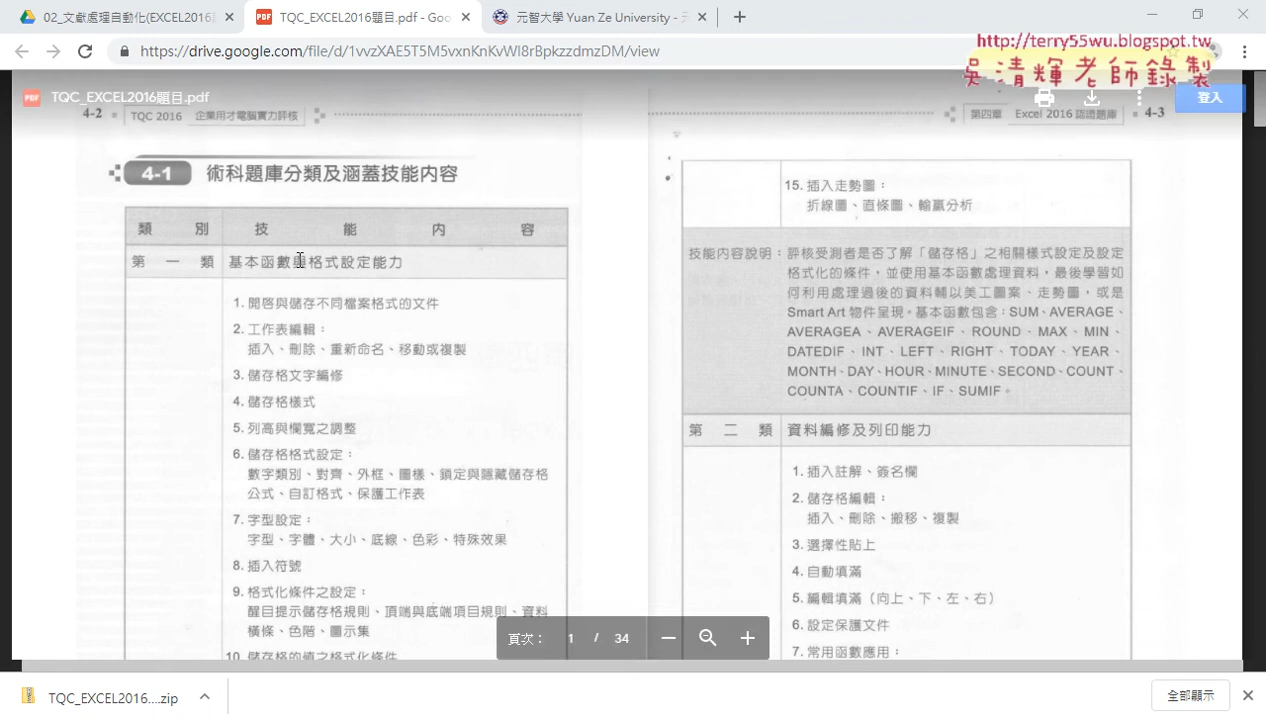 02_文獻處理自動化(EXCEL2016
TQC_EXCEL2016題目.pdf - Goo
元智大學 Yuan Ze University -
https://drive.google.com/file/d/1vvzXAE5T5M5vxnKnKvWl8rBpkzzdmzDM/view
http://terry55wu.blogspot.tw
吳清輝老師錄製
TQC_EXCEL2016題目.pdf
登入
4-2 TQC 2016 企業用才電腦實力評核
4-1 術科題庫分類及涵蓋技能內容
類別 技能內容
第一類 基本函數與格式設定能力
1. 開啟與儲存不同檔案格式的文件
2. 工作表編輯：
插入、刪除、重新命名、移動或複製
3. 儲存格文字編修
4. 儲存格樣式
5. 列高與欄寬之調整
6. 儲存格格式設定：
數字類別、對齊、外框、圖樣、鎖定與隱藏儲存格
公式、自訂格式、保護工作表
7. 字型設定：
字型、字體、大小、底線、色彩、特殊效果
8. 插入符號
9. 格式化條件之設定：
醒目提示儲存格規則、頂端與底端項目規則、資料
橫條、色階、圖示集
10. 儲存格的值之格式化條件
第四章 Excel 2016 認證題庫 4-3
15. 插入走勢圖：
折線圖、直條圖、輸贏分析
技能內容說明：評核受測者是否了解「儲存格」之相關樣式設定及設定
格式化的條件，並使用基本函數處理資料，最後學習如
何利用處理過後的資料輔以美工圖案、走勢圖，或是
Smart Art 物件呈現。基本函數包含：SUM、AVERAGE、
AVERAGEA、AVERAGEIF、ROUND、MAX、MIN、
DATEDIF、INT、LEFT、RIGHT、TODAY、YEAR、
MONTH、DAY、HOUR、MINUTE、SECOND、COUNT、
COUNTA、COUNTIF、IF、SUMIF。
第二類 資料編修及列印能力
1. 插入註解、簽名欄
2. 儲存格編輯：
插入、刪除、搬移、複製
3. 選擇性貼上
4. 自動填滿
5. 編輯填滿（向上、下、左、右）
6. 設定保護文件
7. 常用函數應用：
頁次： 1 / 34
TQC_EXCEL2016....zip
全部顯示